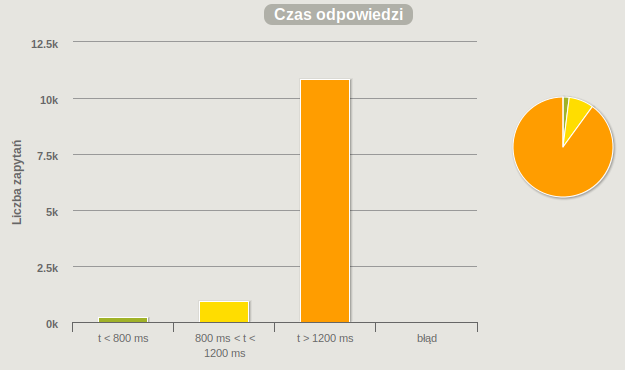 Czas odpowiedzi
12.5k
10k
7.5k
5k
2.5k
0k
Liczba zapytań
t < 800 ms
800 ms < t <
1200 ms
t > 1200 ms
błąd